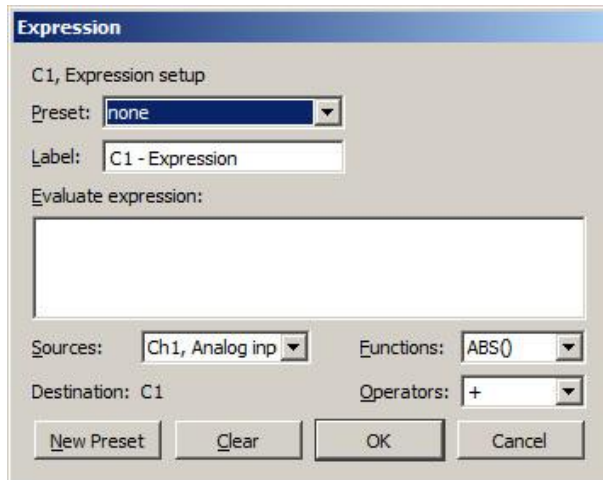 Expression
C1, Expression setup
Preset: none
Label: C1 - Expression
Evaluate expression:
Sources: Ch1, Analog inp Functions: ABS()
Destination: C1 Operators: +
New Preset Clear OK Cancel